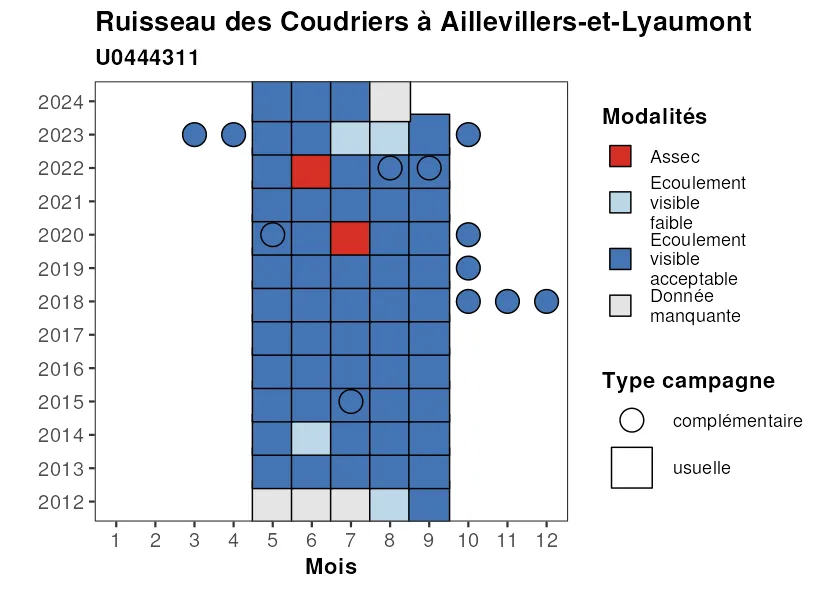 Ruisseau des Coudriers à Aillevillers-et-Lyaumont
U0444311
2024
2023
2022
2021
2020
2019
2018
2017
2016
2015
2014
2013
2012
1 2 3 4 5 6 7 8 9 10 11 12
Mois
Modalités
Assec
Ecoulement
visible
faible
Ecoulement
visible
acceptable
Donnée
manquante
Type campagne
complémentaire
usuelle